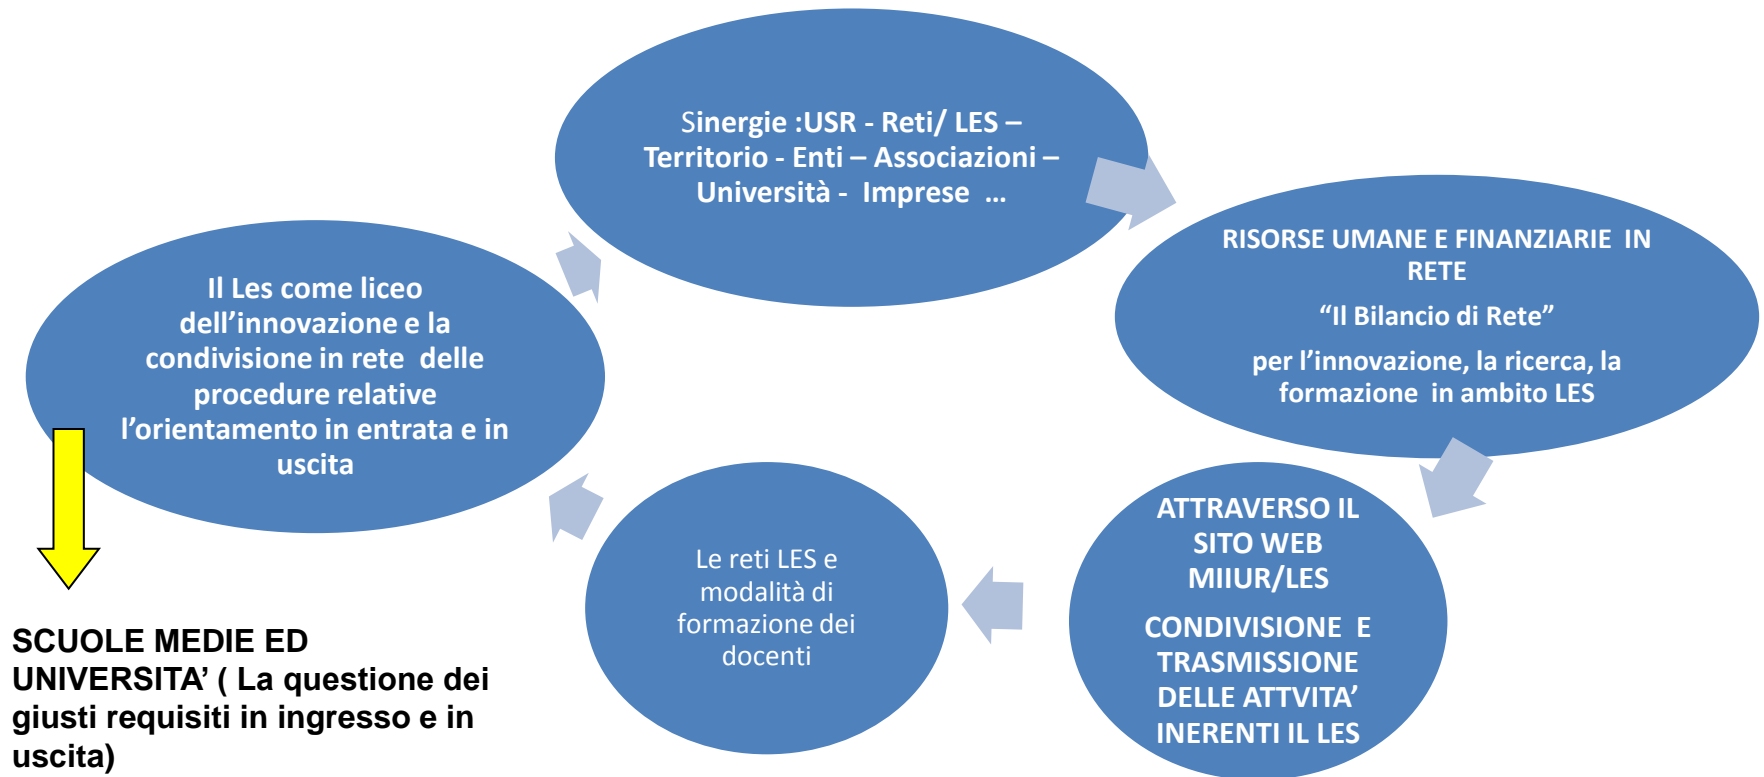 Sinergie :USR - Reti/ LES –
Territorio - Enti – Associazioni –
Università - Imprese ...
RISORSE UMANE E FINANZIARIE IN
RETE
“Il Bilancio di Rete”
per l’innovazione, la ricerca, la
formazione in ambito LES
ATTRAVERSO IL
SITO WEB
MIIUR/LES
CONDIVISIONE E
TRASMISSIONE
DELLE ATTVITA’
INERENTI IL LES
Le reti LES e
modalità di
formazione dei
docenti
Il Les come liceo
dell’innovazione e la
condivisione in rete delle
procedure relative
l’orientamento in entrata e in
uscita
SCUOLE MEDIE ED
UNIVERSITA’ ( La questione dei
giusti requisiti in ingresso e in
uscita)